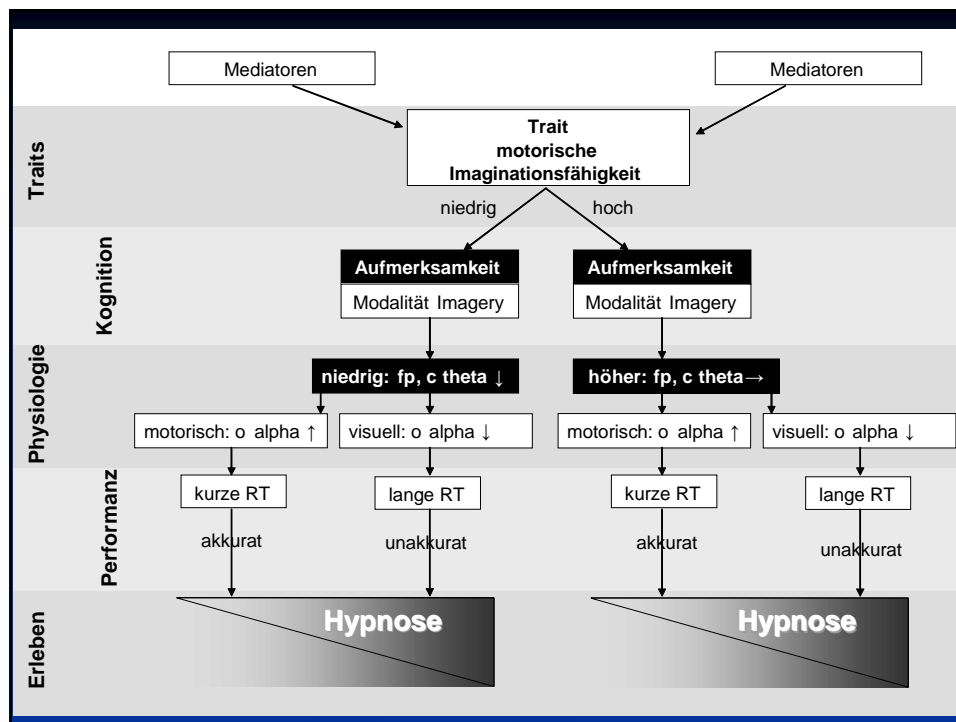 Mediatoren
Mediatoren
Traits
Trait
motorische
Imaginationsfähigkeit
niedrig
hoch
Kognition
Aufmerksamkeit
Aufmerksamkeit
Modalität Imagery
Modalität Imagery
Physiologie
niedrig: fp, c theta ↓
höher: fp, c theta→
motorisch: o alpha ↑
visuell: o alpha ↓
motorisch: o alpha ↑
visuell: o alpha ↓
Performanz
kurze RT
lange RT
kurze RT
lange RT
akkurat
unakkurat
akkurat
unakkurat
Erleben
Hypnose
Hypnose